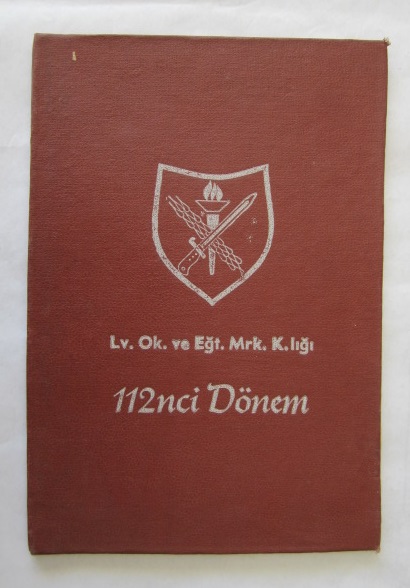 Lv. Ok. ve Eğt. Mrk. K.lığı
112nci Dönem